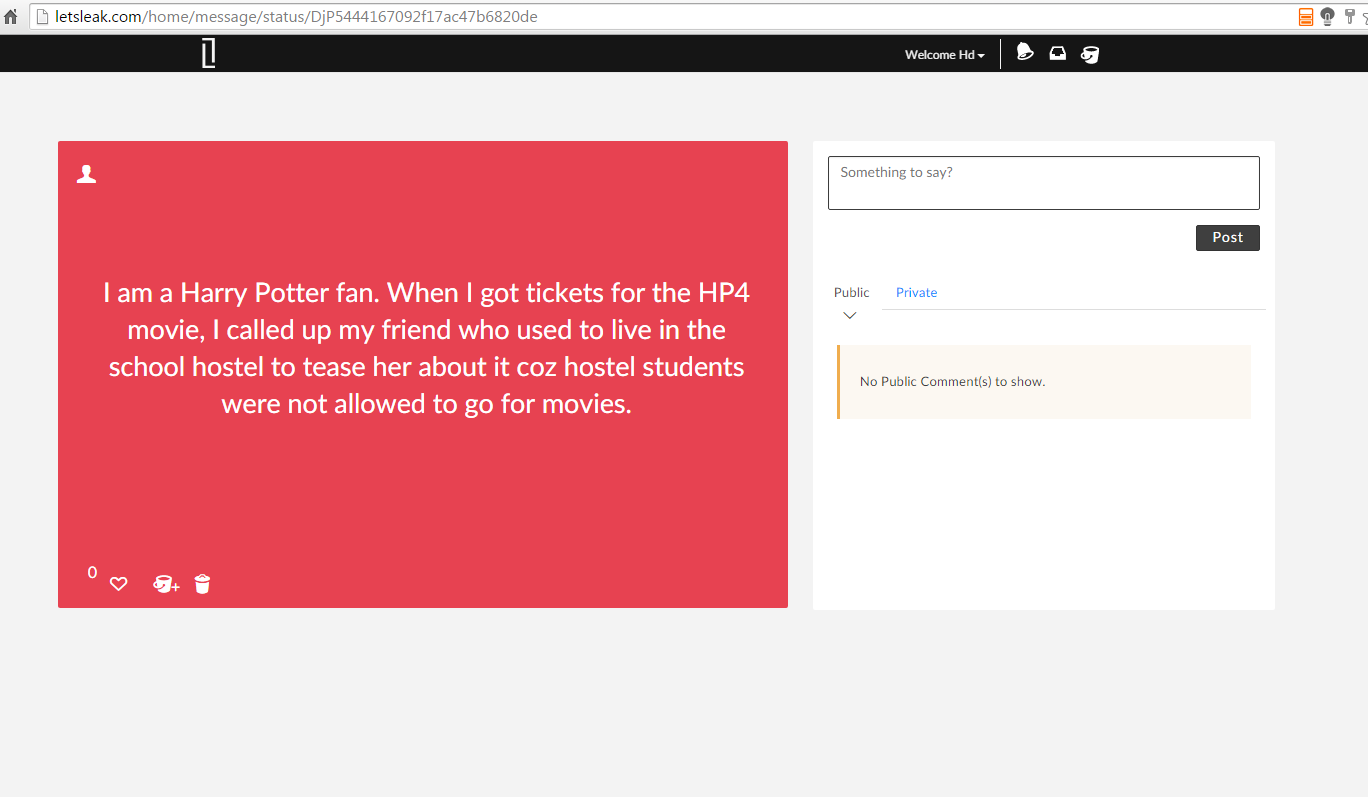 letsleak.com/home/message/status/DjP5444167092f17ac47b6820de
Welcome Hd
I am a Harry Potter fan. When I got tickets for the HP4
movie, I called up my friend who used to live in the
school hostel to tease her about it coz hostel students
were not allowed to go for movies.
0
Something to say?
Post
Public Private
No Public Comment(s) to show.